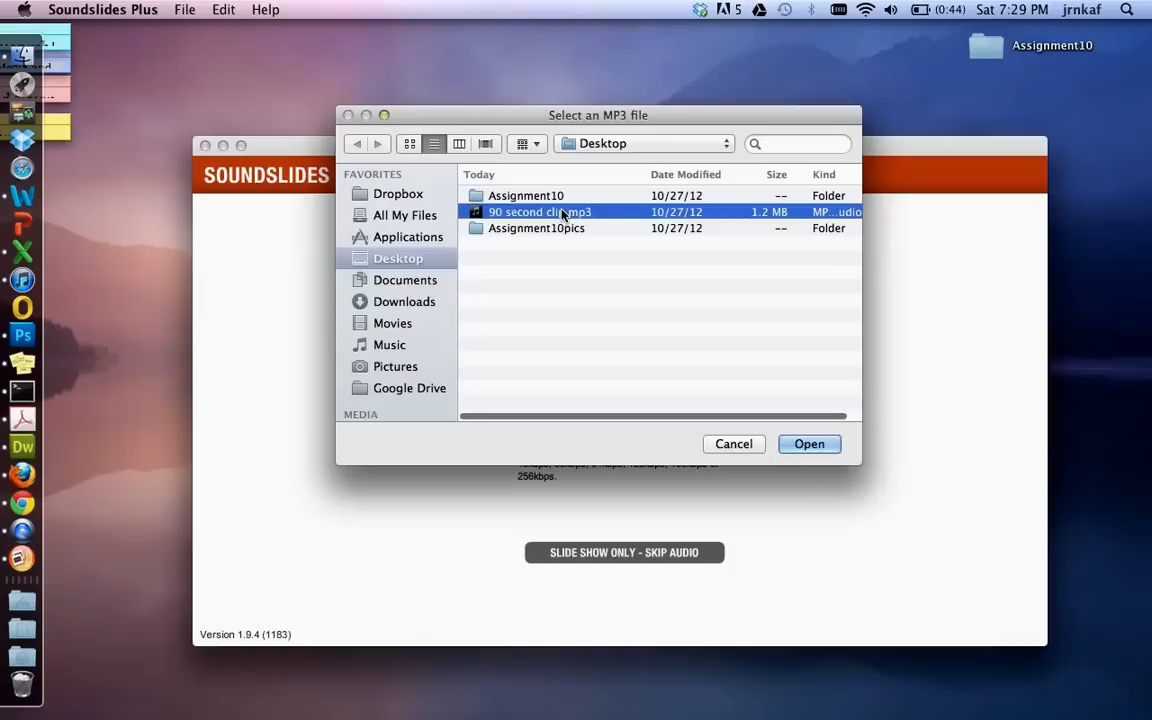 Soundslides Plus File Edit Help 5 (0:44) Sat 7:29 PM jrnkaf
Assignment10
Select an MP3 file
Desktop
SOUNDSLIDES
FAVORITES
Dropbox
All My Files
Applications
Desktop
Documents
Downloads
Movies
Music
Pictures
Google Drive
MEDIA
Today Date Modified Size Kind
Assignment10 10/27/12 -- Folder
90 second clip.mp3 10/27/12 1.2 MB MP...udio
Assignment10pics 10/27/12 -- Folder
Cancel Open
256kbps.
SLIDE SHOW ONLY - SKIP AUDIO
Version 1.9.4 (1183)